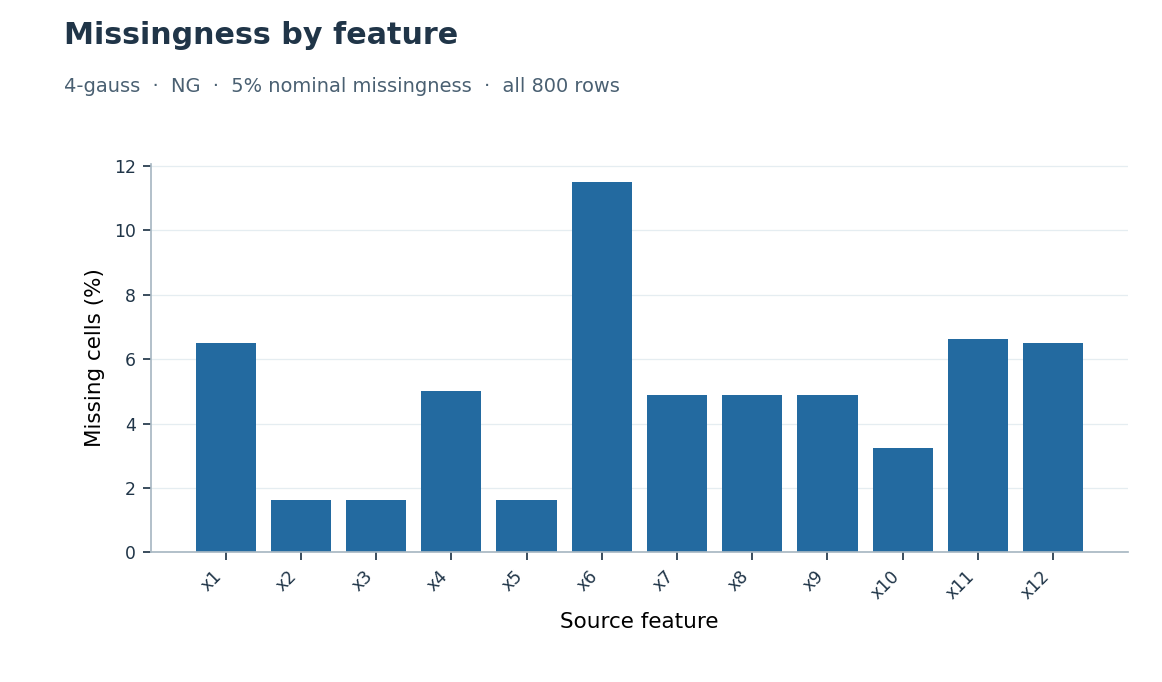 Missingness by feature
4-gauss · NG · 5% nominal missingness · all 800 rows
12
10
8
6
4
2
0
Missing cells (%)
x1
x2
x3
x4
x5
x6
x7
x8
x9
x10
x11
x12
Source feature